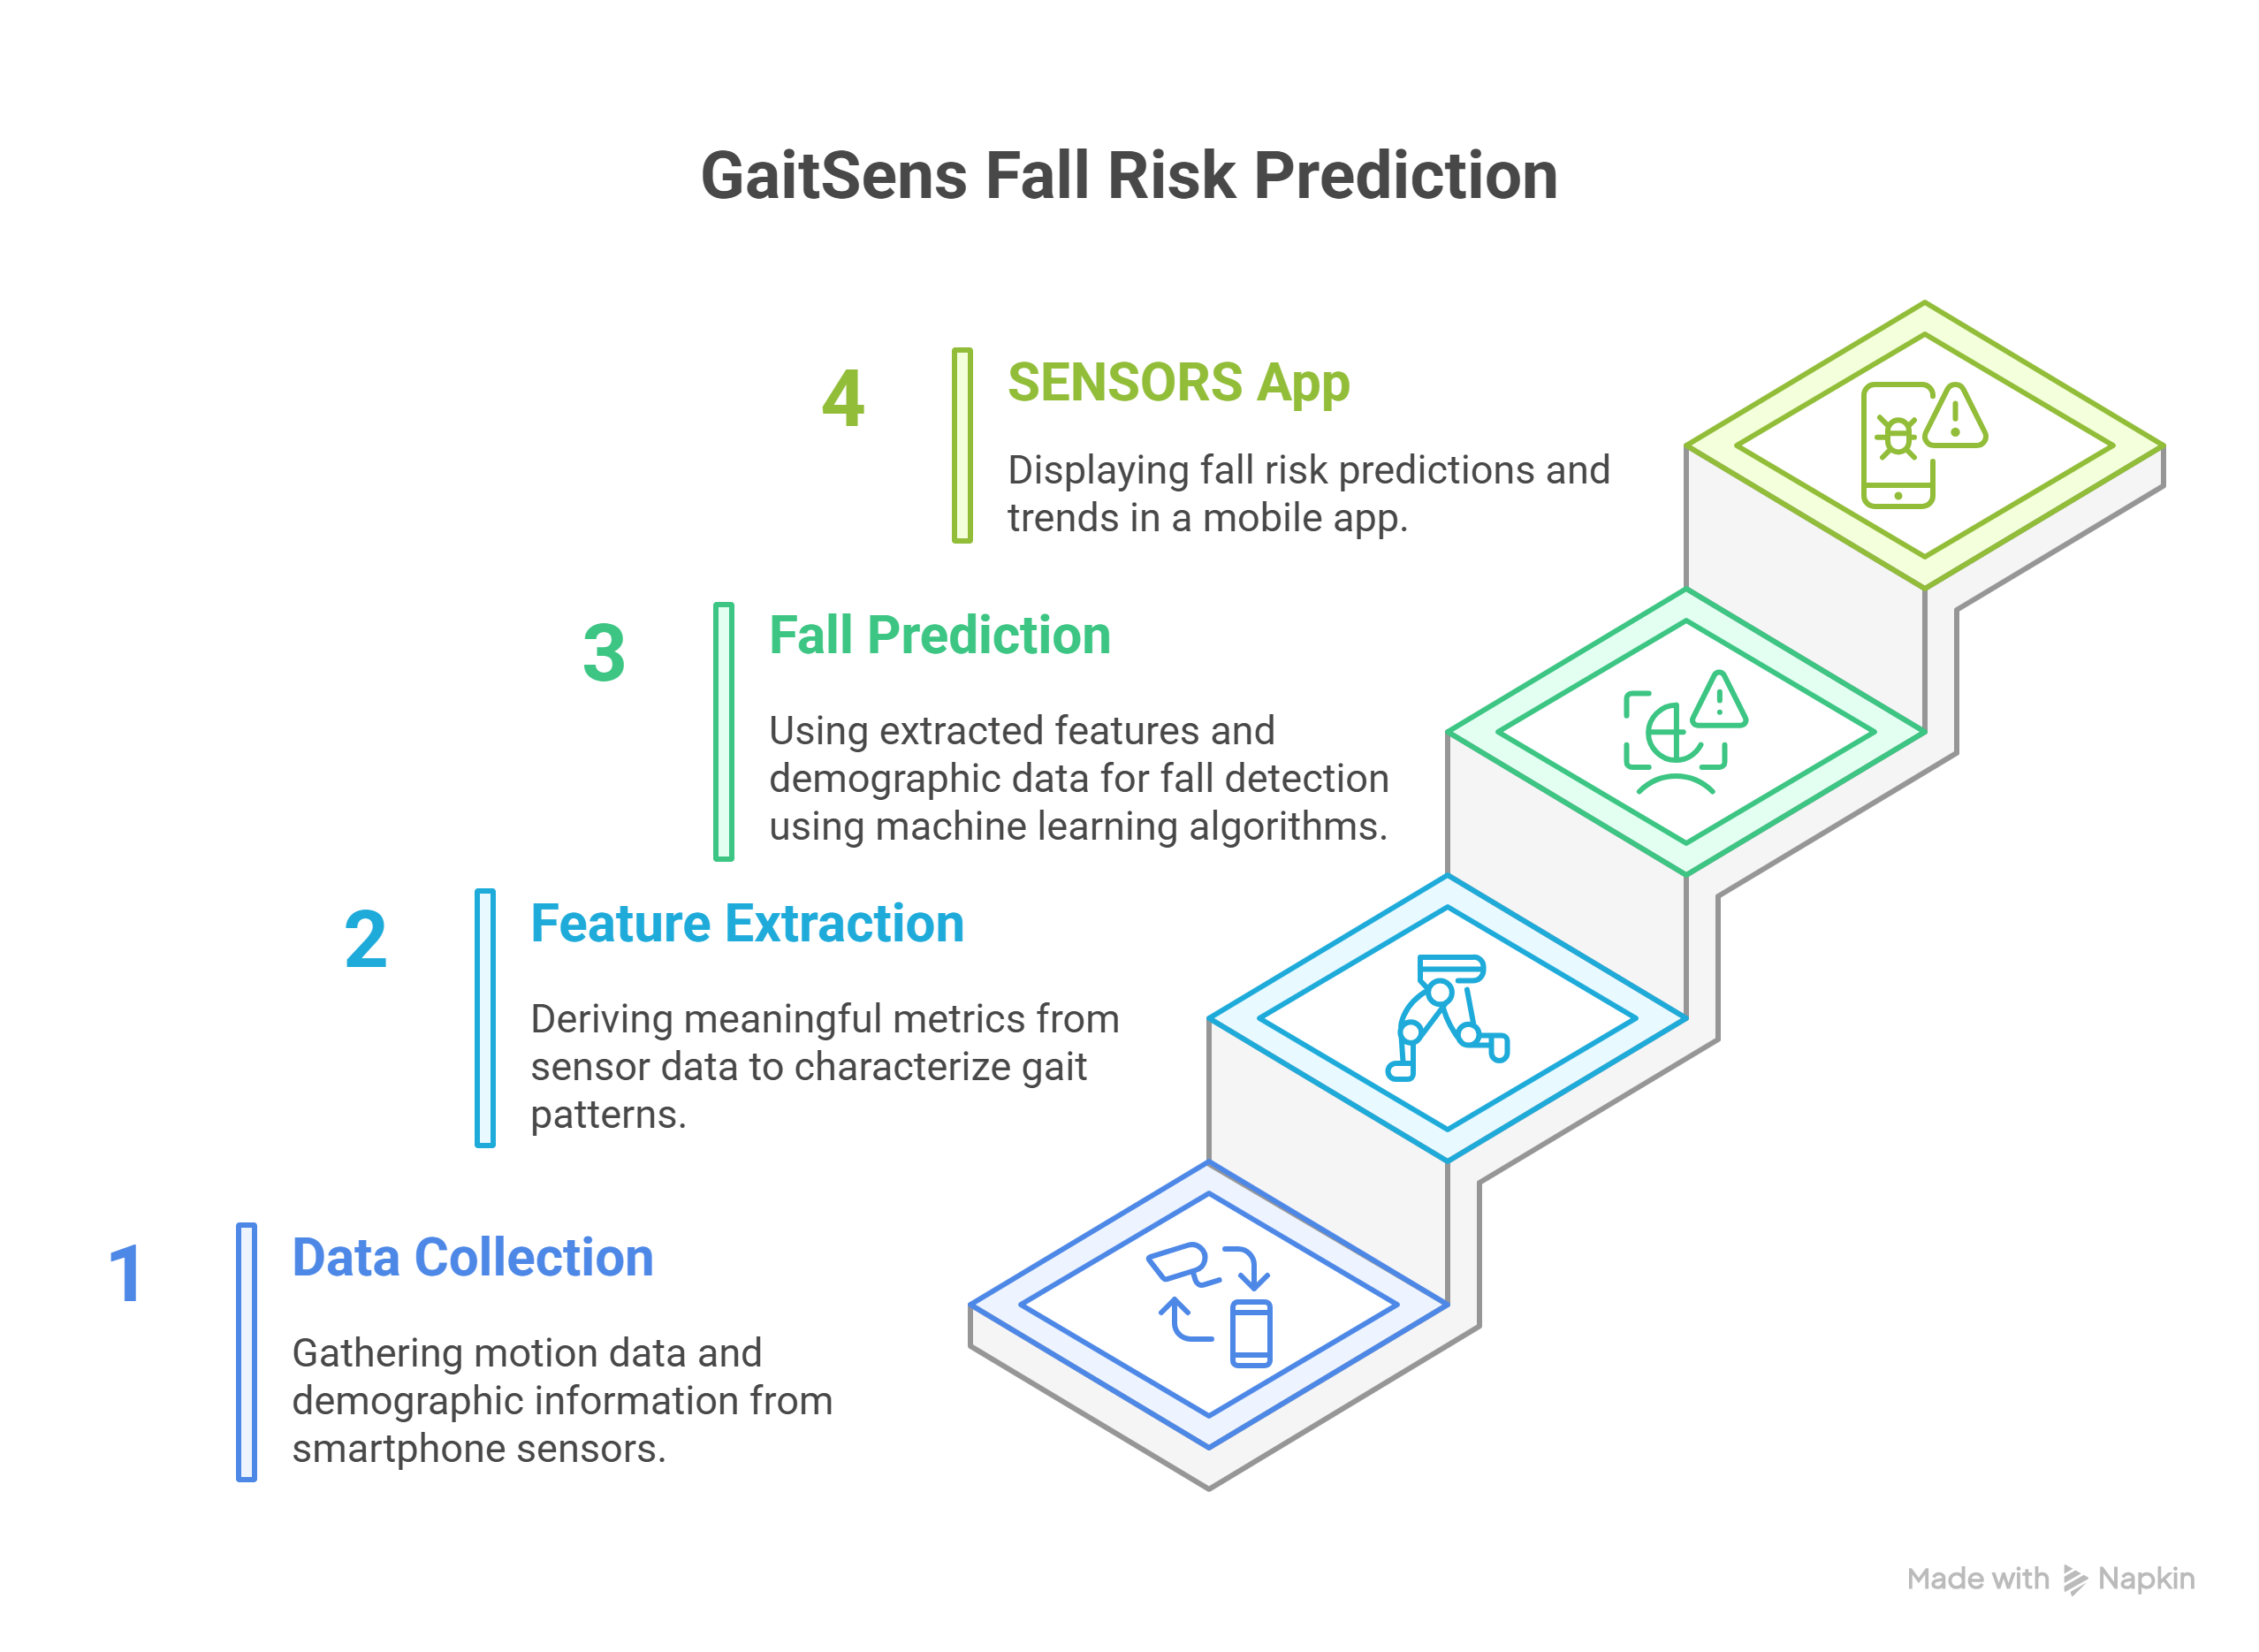 GaitSens Fall Risk Prediction
4
SENSORS App
Displaying fall risk predictions and
trends in a mobile app.
3
Fall Prediction
Using extracted features and
demographic data for fall detection
using machine learning algorithms.
2
Feature Extraction
Deriving meaningful metrics from
sensor data to characterize gait
patterns.
1
Data Collection
Gathering motion data and
demographic information from
smartphone sensors.
Made with Napkin